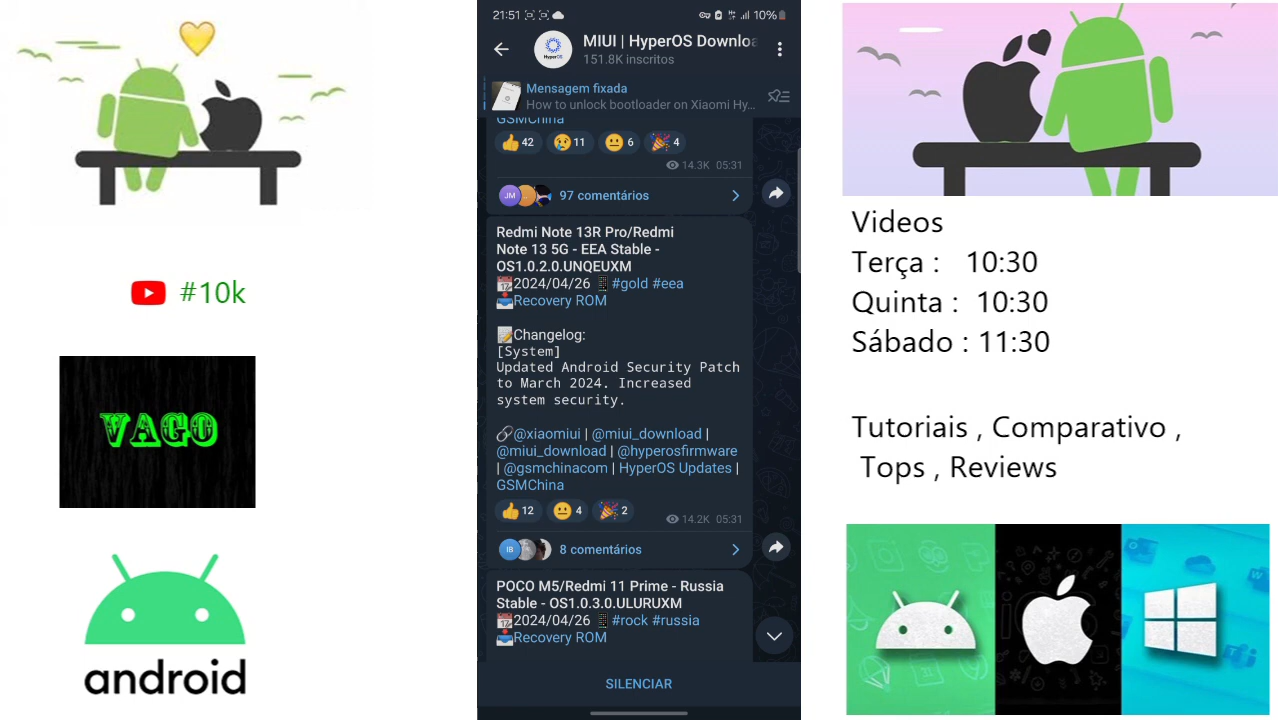 #10k
VAGO
android
21:51
10%
MIUI | HyperOS Downloa
151.8K inscritos
HyperOS
Mensagem fixada
How to unlock bootloader on Xiaomi Hy...
GSMChina
42 11 6 4
14.3K 05:31
JM
97 comentários
Redmi Note 13R Pro/Redmi
Note 13 5G - EEA Stable -
OS1.0.2.0.UNQEUXM
2024/04/26 #gold #eea
Recovery ROM
Changelog:
[System]
Updated Android Security Patch
to March 2024. Increased
system security.
@xiaomiui | @miui_download |
@miui_download | @hyperosfirmware
| @gsmchinacom | HyperOS Updates |
GSMChina
12 4 2
14.2K 05:31
IB
8 comentários
POCO M5/Redmi 11 Prime - Russia
Stable - OS1.0.3.0.ULURUXM
2024/04/26 #rock #russia
Recovery ROM
SILENCIAR
Videos
Terça : 10:30
Quinta : 10:30
Sábado : 11:30
Tutoriais , Comparativo ,
Tops , Reviews